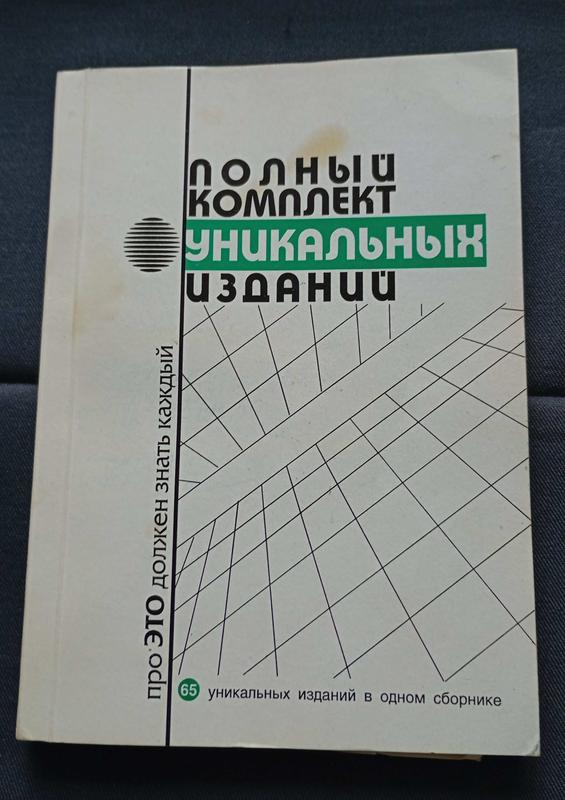 ПОЛНЫЙ
КОМПЛЕКТ
УНИКАЛЬНЫХ
ИЗДАНИЙ
про ЭТО должен знать каждый
65 уникальных изданий в одном сборнике